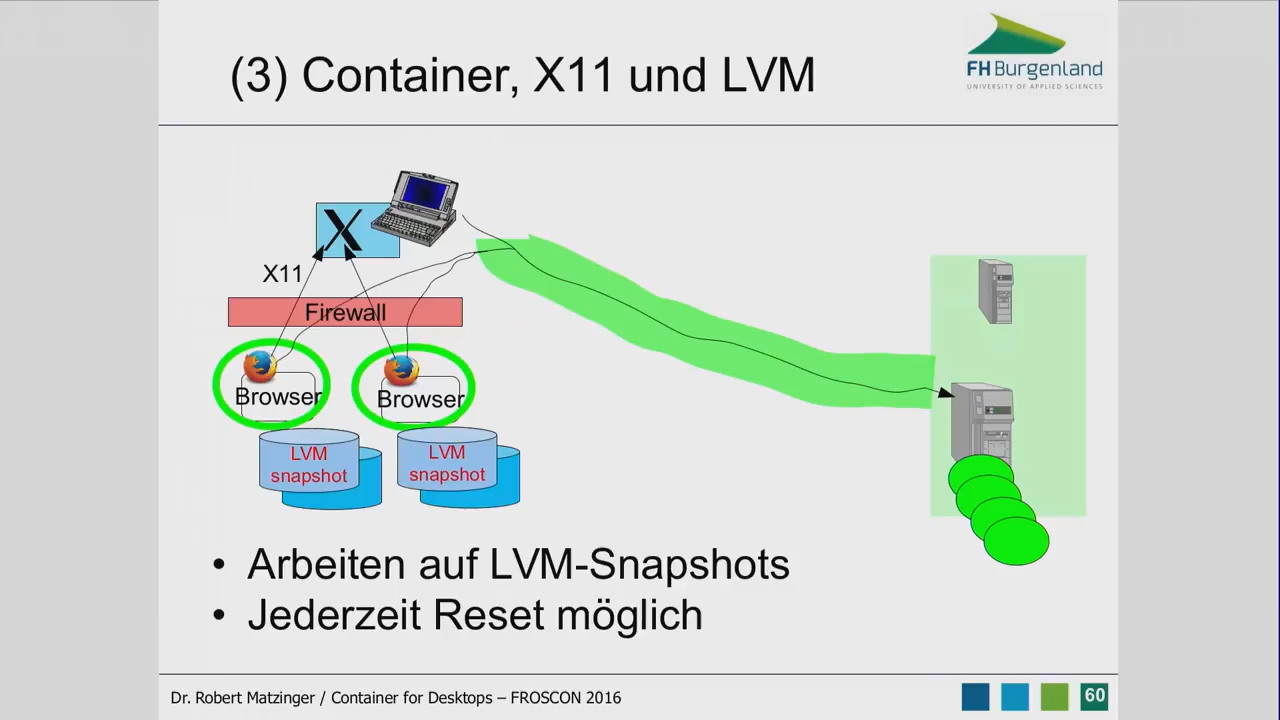 (3) Container, X11 und LVM
FH Burgenland
UNIVERSITY OF APPLIED SCIENCES
X
X11
Firewall
Browser
Browser
LVM
snapshot
LVM
snapshot
• Arbeiten auf LVM-Snapshots
• Jederzeit Reset möglich
Dr. Robert Matzinger / Container for Desktops – FROSCON 2016
60